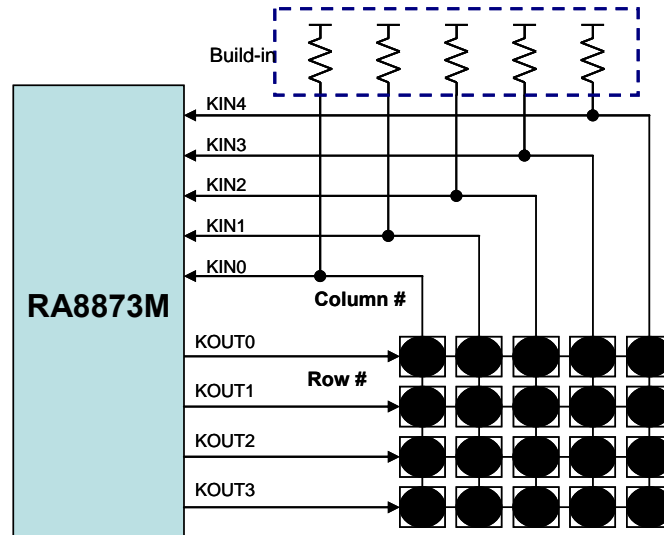 Build-in
KIN4
KIN3
KIN2
KIN1
KIN0
Column #
RA8873M
KOUT0
Row #
KOUT1
KOUT2
KOUT3